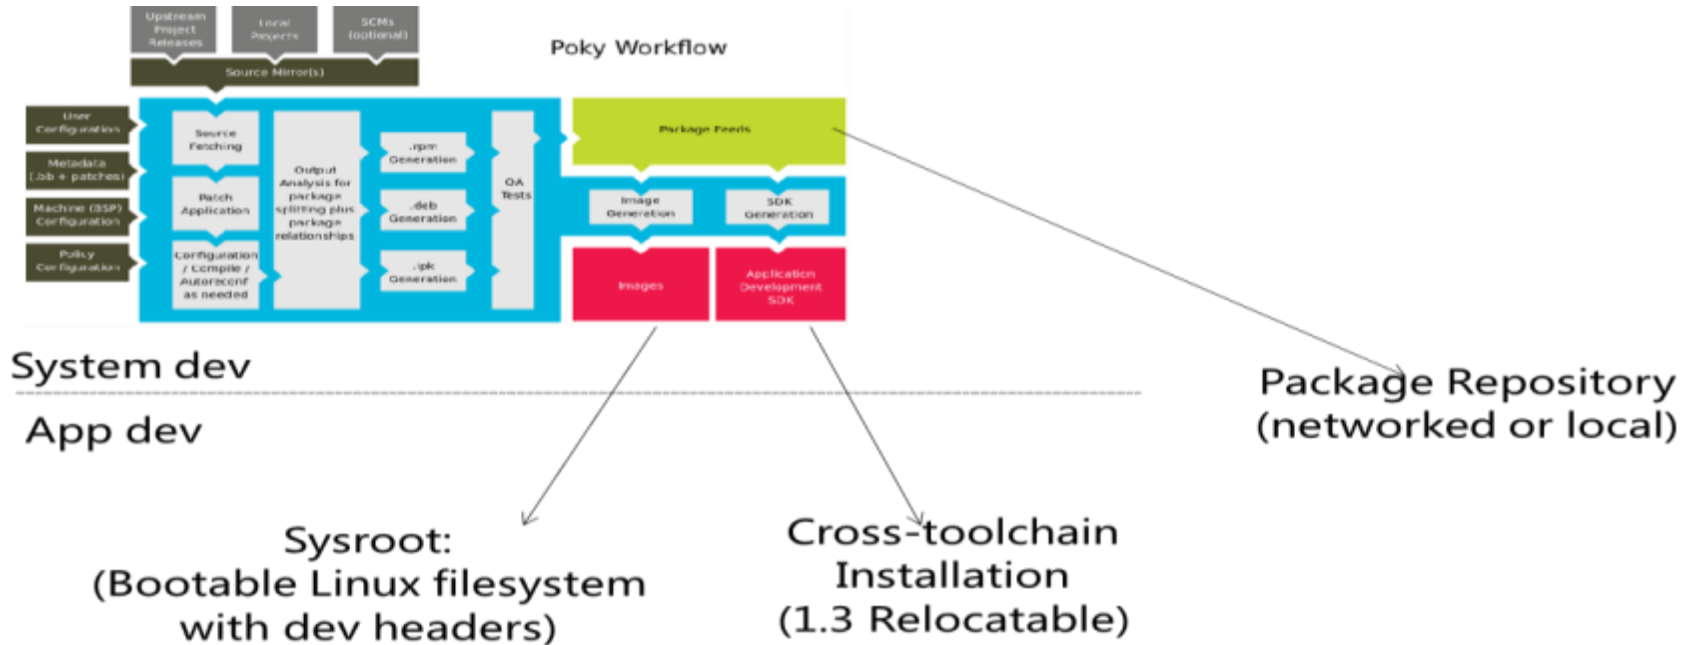 Upstream
Project
Releases
Local
Projects
SCMs
(optional)
Poky Workflow
Source Mirror(s)
User
Configuration
Metadata
(.bb + patches)
Machine (BSP)
Configuration
Policy
Configuration
Source
Fetching
Patch
Application
Configuration
/ Compile /
Autoreconf
as needed
Output
Analysis for
package
splitting plus
package
relationships
.rpm
Generation
.deb
Generation
.ipk
Generation
QA
Tests
Package Feeds
Image
Generation
SDK
Generation
Images
Application
Development
SDK
System dev
App dev
Package Repository
(networked or local)
Sysroot:
(Bootable Linux filesystem
with dev headers)
Cross-toolchain
Installation
(1.3 Relocatable)